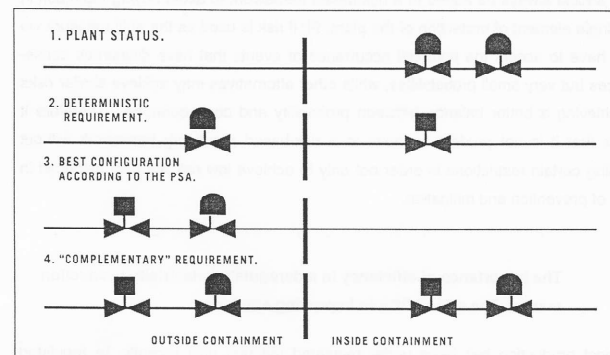 1. PLANT STATUS.
2. DETERMINISTIC
REQUIREMENT.
3. BEST CONFIGURATION
ACCORDING TO THE PSA.
4. "COMPLEMENTARY" REQUIREMENT.
OUTSIDE CONTAINMENT INSIDE CONTAINMENT